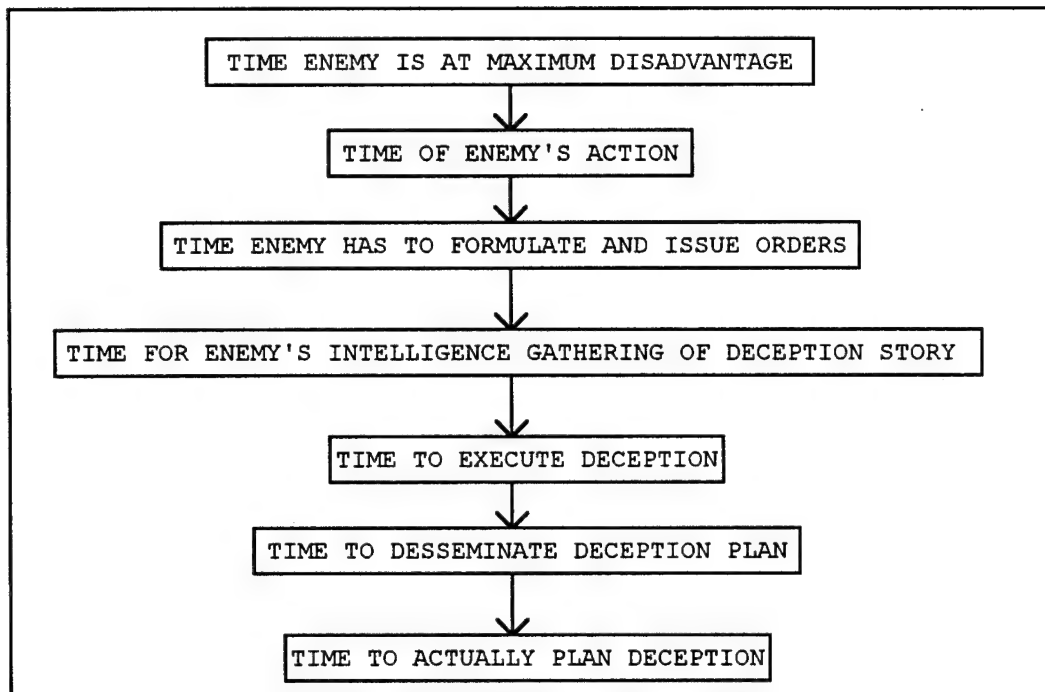 TIME ENEMY IS AT MAXIMUM DISADVANTAGE
TIME OF ENEMY'S ACTION
TIME ENEMY HAS TO FORMULATE AND ISSUE ORDERS
TIME FOR ENEMY'S INTELLIGENCE GATHERING OF DECEPTION STORY
TIME TO EXECUTE DECEPTION
TIME TO DESSEMINATE DECEPTION PLAN
TIME TO ACTUALLY PLAN DECEPTION